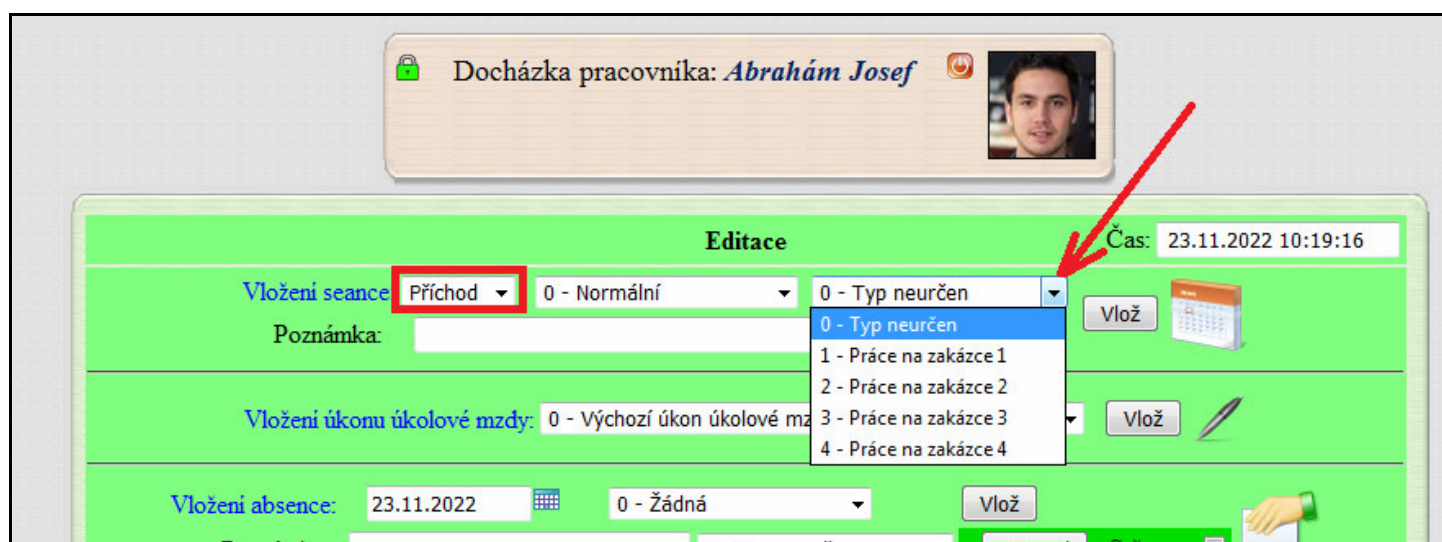 Docházka pracovníka: Abrahám Josef
Editace
Čas: 23.11.2022 10:19:16
Vložení seance Příchod 0 - Normální 0 - Typ neurčen Vlož
Poznámka:
0 - Typ neurčen
1 - Práce na zakázce 1
2 - Práce na zakázce 2
3 - Práce na zakázce 3
4 - Práce na zakázce 4
Vložení úkonu úkolové mzdy: 0 - Výchozí úkon úkolové mz Vlož
Vložení absence: 23.11.2022 0 - Žádná Vlož